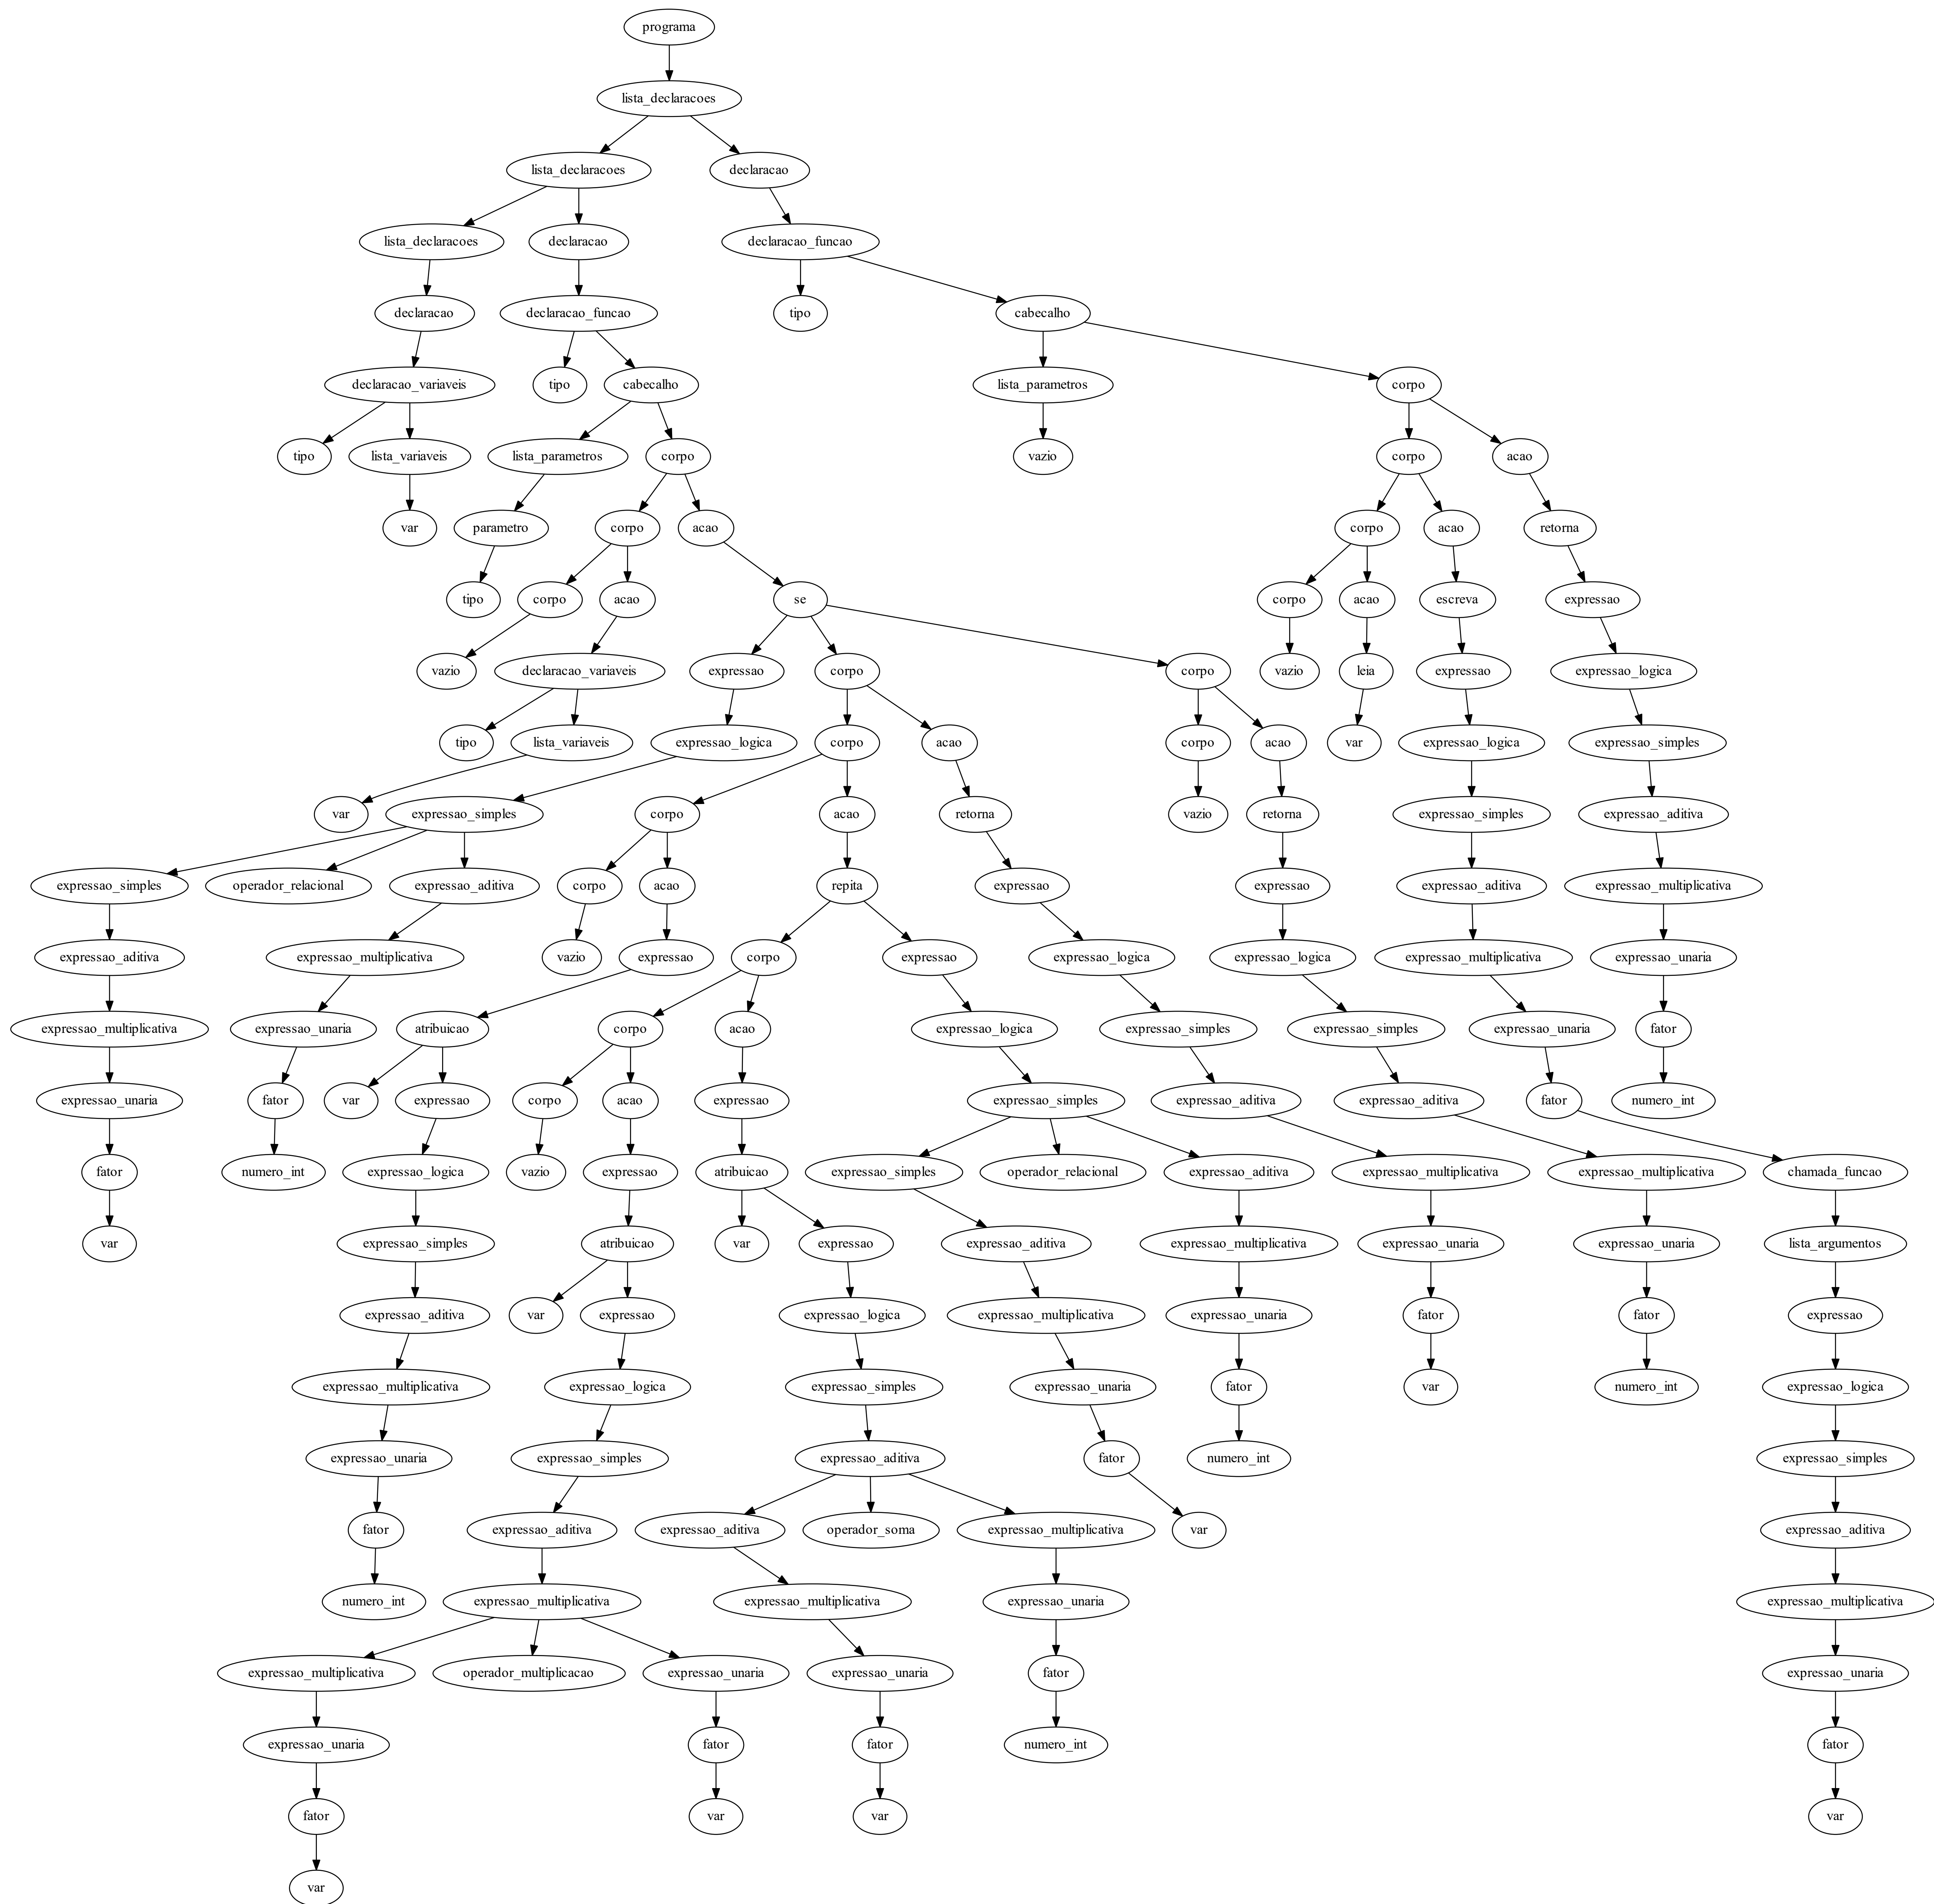 programa
lista_declaracoes
lista_declaracoes declaracao
lista_declaracoes declaracao declaracao_funcao
declaracao declaracao_funcao tipo cabecalho
declaracao_variaveis tipo cabecalho lista_parametros corpo
tipo lista_variaveis lista_parametros corpo vazio corpo acao
var parametro corpo acao corpo acao retorna
tipo corpo acao se corpo acao escreva expressao
vazio declaracao_variaveis expressao corpo corpo vazio leia expressao expressao_logica
tipo lista_variaveis expressao_logica corpo acao corpo acao var expressao_logica expressao_simples
var expressao_simples corpo acao retorna vazio retorna expressao_simples expressao_aditiva
expressao_simples operador_relacional expressao_aditiva corpo acao repita expressao expressao expressao_aditiva expressao_multiplicativa
expressao_aditiva expressao_multiplicativa vazio expressao corpo expressao expressao_logica expressao_logica expressao_multiplicativa expressao_unaria
expressao_multiplicativa expressao_unaria atribuicao corpo acao expressao_logica expressao_simples expressao_simples expressao_unaria fator
expressao_unaria fator var expressao corpo acao expressao expressao_simples expressao_aditiva expressao_aditiva fator numero_int
fator numero_int expressao_logica vazio expressao atribuicao expressao_simples operador_relacional expressao_aditiva expressao_multiplicativa expressao_multiplicativa chamada_funcao
var expressao_simples atribuicao var expressao expressao_aditiva expressao_multiplicativa expressao_unaria expressao_unaria lista_argumentos
expressao_aditiva var expressao expressao_logica expressao_multiplicativa expressao_unaria fator fator expressao
expressao_multiplicativa expressao_logica expressao_simples expressao_unaria fator var numero_int expressao_logica
expressao_unaria expressao_simples expressao_aditiva fator numero_int expressao_simples
fator expressao_aditiva expressao_aditiva operador_soma expressao_multiplicativa var expressao_aditiva
numero_int expressao_multiplicativa expressao_multiplicativa expressao_unaria expressao_multiplicativa
expressao_multiplicativa operador_multiplicacao expressao_unaria expressao_unaria fator expressao_unaria
expressao_unaria fator fator numero_int fator
fator var var var
var